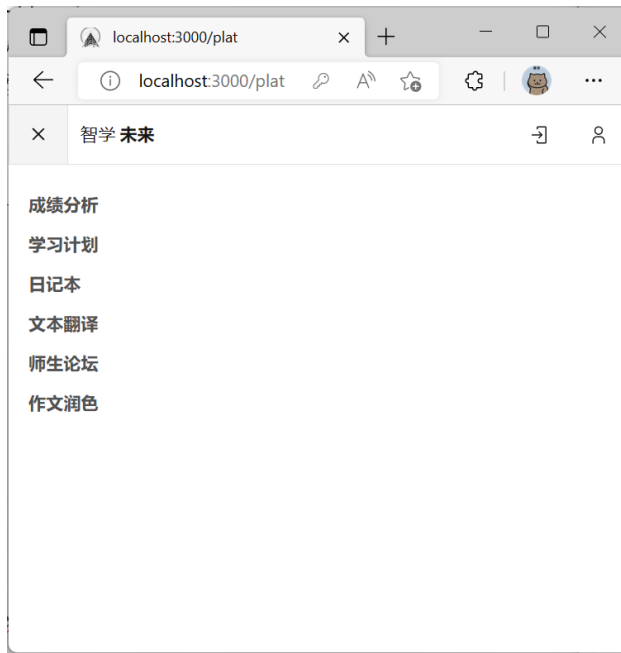 localhost:3000/plat
localhost:3000/plat
智学 未来
成绩分析
学习计划
日记本
文本翻译
师生论坛
作文润色